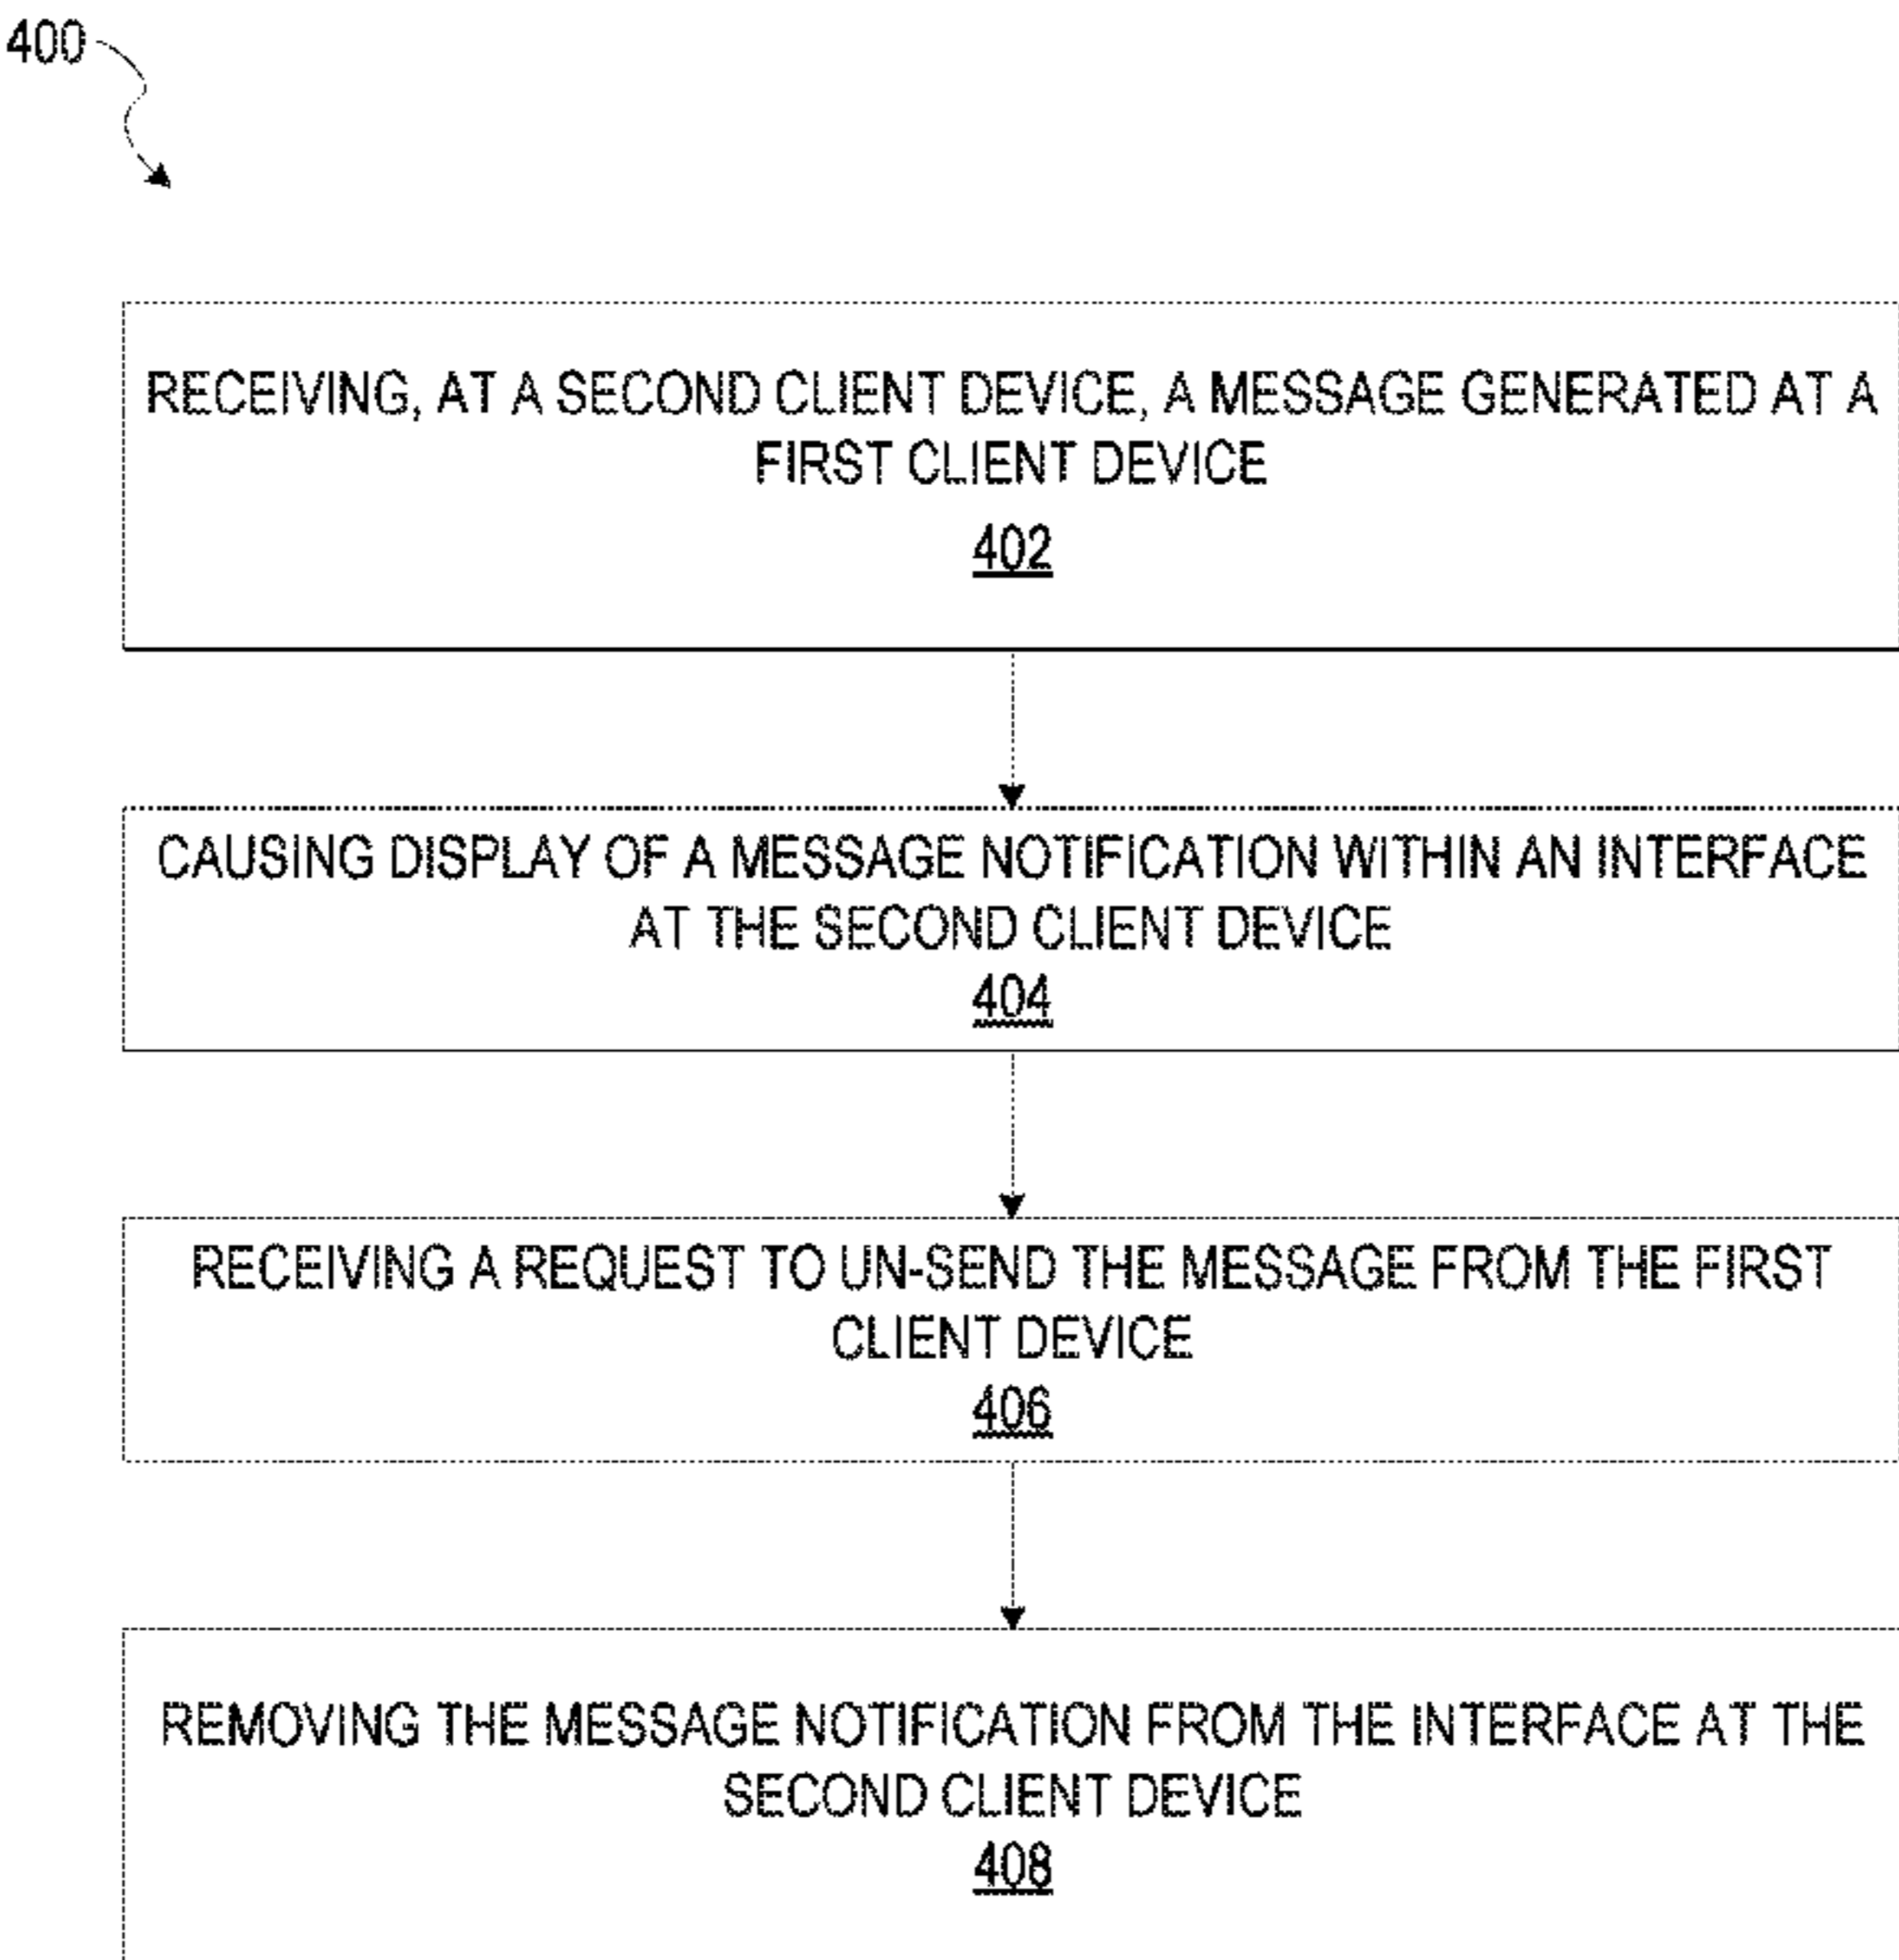 400
RECEIVING, AT A SECOND CLIENT DEVICE, A MESSAGE GENERATED AT A
FIRST CLIENT DEVICE
402
CAUSING DISPLAY OF A MESSAGE NOTIFICATION WITHIN AN INTERFACE
AT THE SECOND CLIENT DEVICE
404
RECEIVING A REQUEST TO UN-SEND THE MESSAGE FROM THE FIRST
CLIENT DEVICE
406
REMOVING THE MESSAGE NOTIFICATION FROM THE INTERFACE AT THE
SECOND CLIENT DEVICE
408